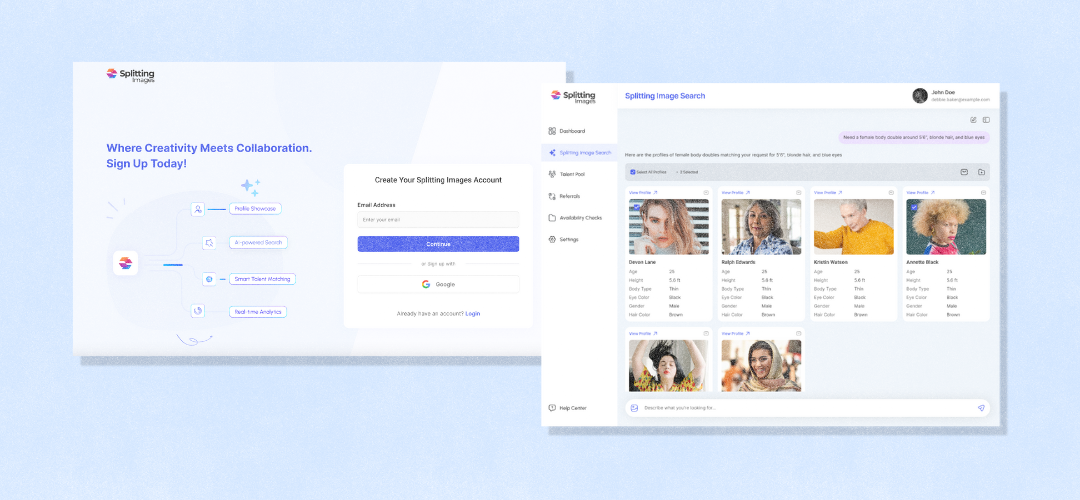 Splitting
Images
Where Creativity Meets Collaboration.
Sign Up Today!
Profile Showcase
AI-powered Search
Smart Talent Matching
Real-time Analytics
Create Your Splitting Images Account
Email Address
Enter your email
Continue
or Sign up with
Google
Already have an account? Login
Splitting
Images
Dashboard
Splitting Image Search
Talent Pool
Referrals
Availability Checks
Settings
Help Center
Splitting Image Search
John Doe
Need a female body double around 5'6", blonde hair, and blue eyes
Here are the profiles of female body doubles matching your request for 5'5", blonde hair, and blue eyes
Select All Profiles
2 Selected
View Profile
Devon Lane
Age 25
Height 5.6 ft
Body Type Thin
Eye Color Black
Gender Male
Hair Color Brown
View Profile
Ralph Edwards
Age 25
Height 5.6 ft
Body Type Thin
Eye Color Black
Gender Male
Hair Color Brown
View Profile
Kristin Watson
Age 25
Height 5.6 ft
Body Type Thin
Eye Color Black
Gender Male
Hair Color Brown
View Profile
Annette Black
Age 25
Height 5.6 ft
Body Type Thin
Eye Color Black
Gender Male
Hair Color Brown
View Profile
View Profile
Describe what you're looking for...